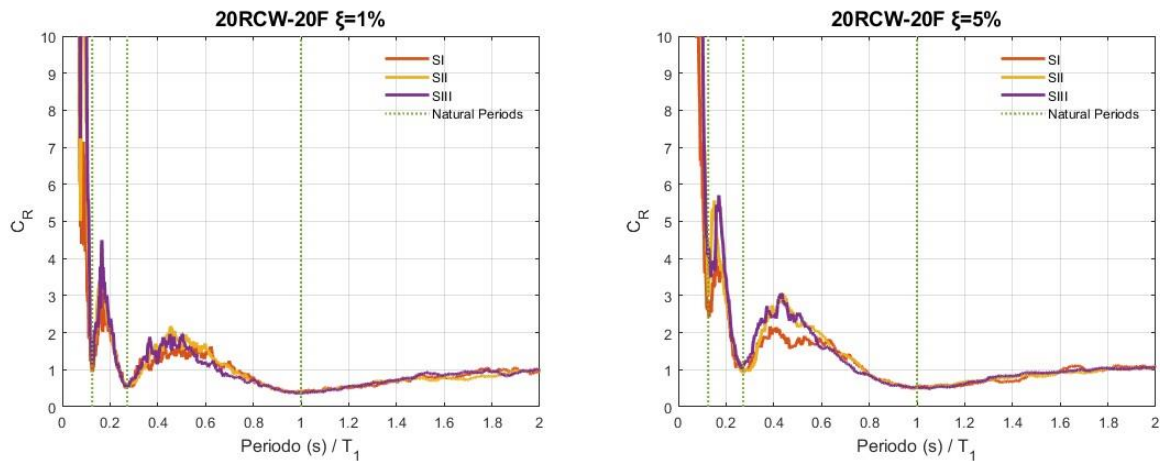 20RCW-20F ξ=1%
10
9
8
7
6
5
4
3
2
1
0
C_R
SI
SII
SIII
Natural Periods
0 0.2 0.4 0.6 0.8 1 1.2 1.4 1.6 1.8 2
Periodo (s) / T_1
20RCW-20F ξ=5%
10
9
8
7
6
5
4
3
2
1
0
C_R
SI
SII
SIII
Natural Periods
0 0.2 0.4 0.6 0.8 1 1.2 1.4 1.6 1.8 2
Periodo (s) / T_1